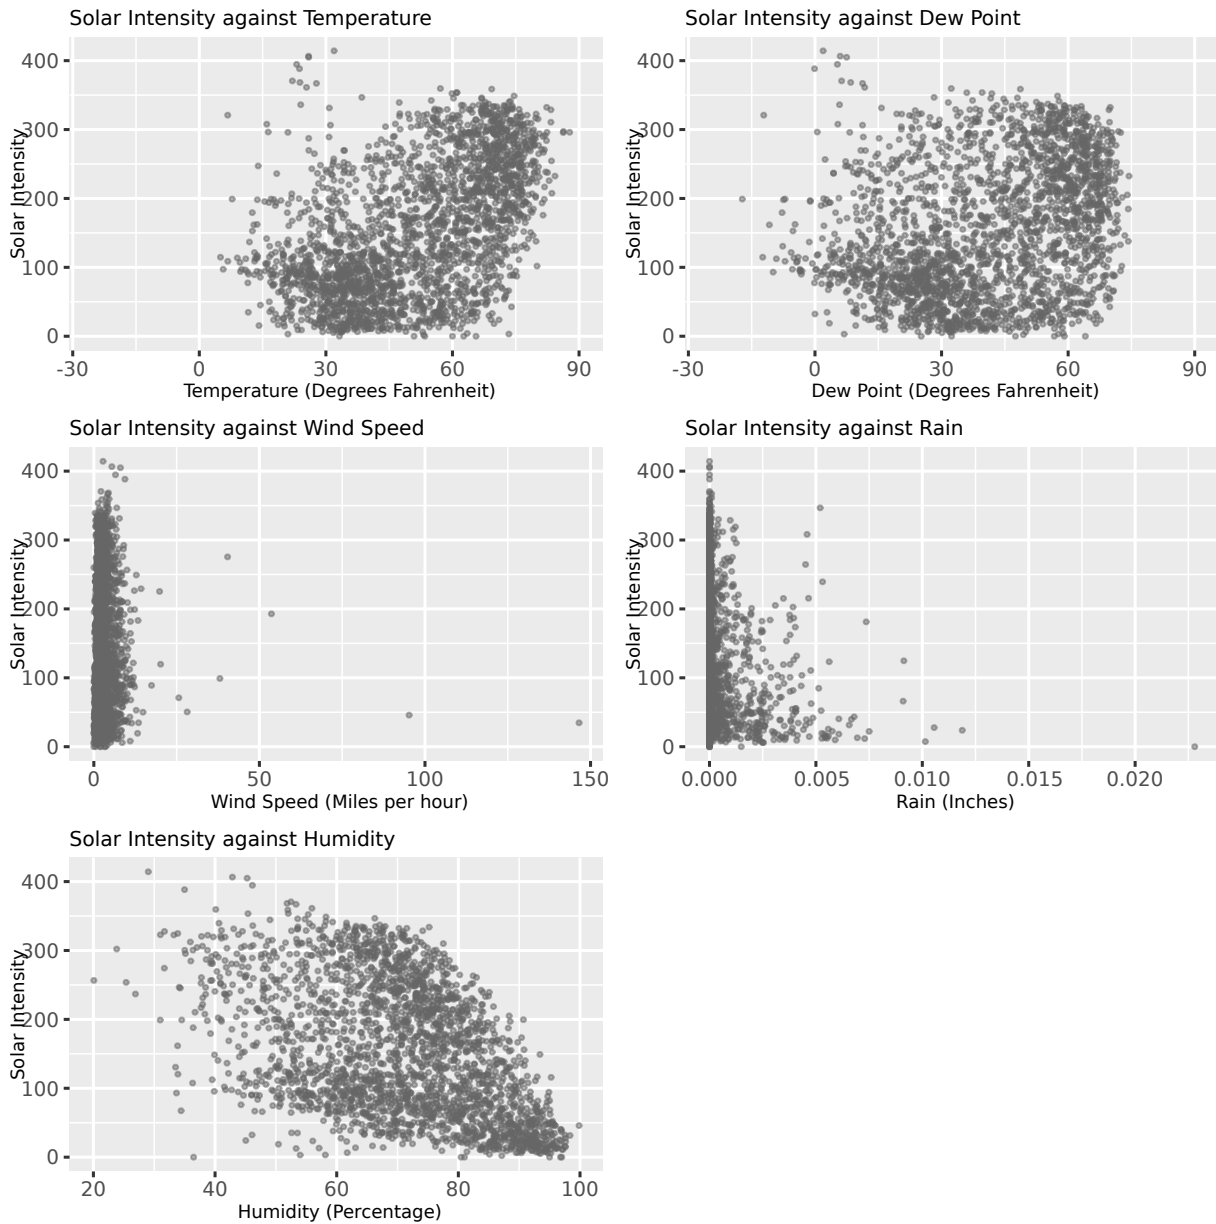 Solar Intensity against Temperature
Solar Intensity
400
300
200
100
0
-30 0 30 60 90
Temperature (Degrees Fahrenheit)
Solar Intensity against Dew Point
Solar Intensity
400
300
200
100
0
-30 0 30 60 90
Dew Point (Degrees Fahrenheit)
Solar Intensity against Wind Speed
Solar Intensity
400
300
200
100
0
0 50 100 150
Wind Speed (Miles per hour)
Solar Intensity against Rain
Solar Intensity
400
300
200
100
0
0.000 0.005 0.010 0.015 0.020
Rain (Inches)
Solar Intensity against Humidity
Solar Intensity
400
300
200
100
0
20 40 60 80 100
Humidity (Percentage)